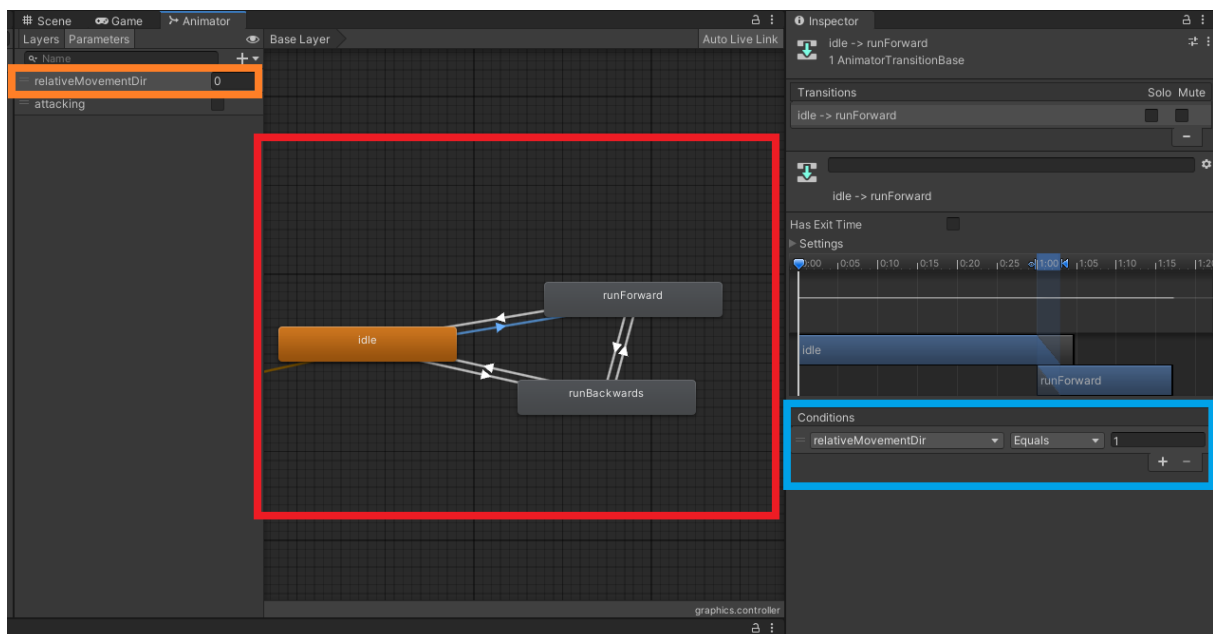 Scene Game Animator
Layers Parameters
Base Layer
Auto Live Link
Name
relativeMovementDir 0
attacking
runForward
idle
runBackwards
graphics.controller
Inspector
idle -> runForward
1 AnimatorTransitionBase
Transitions Solo Mute
idle -> runForward
idle -> runForward
Has Exit Time
Settings
0:00 0:05 0:10 0:15 0:20 0:25 1:00 1:05 1:10 1:15
idle
runForward
Conditions
relativeMovementDir Equals 1